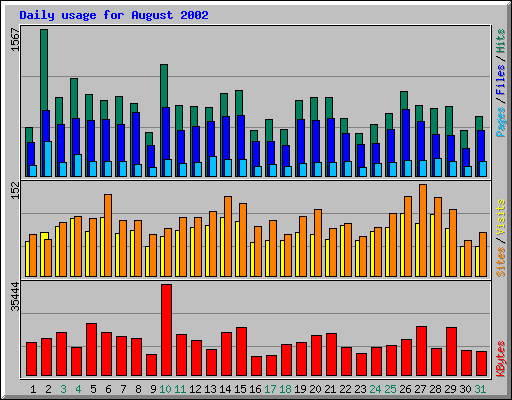 Daily usage for August 2002
1567
Pages / Files / Hits
152
Sites / Visits
35444
KBytes
1 2 3 4 5 6 7 8 9 10 11 12 13 14 15 16 17 18 19 20 21 22 23 24 25 26 27 28 29 30 31